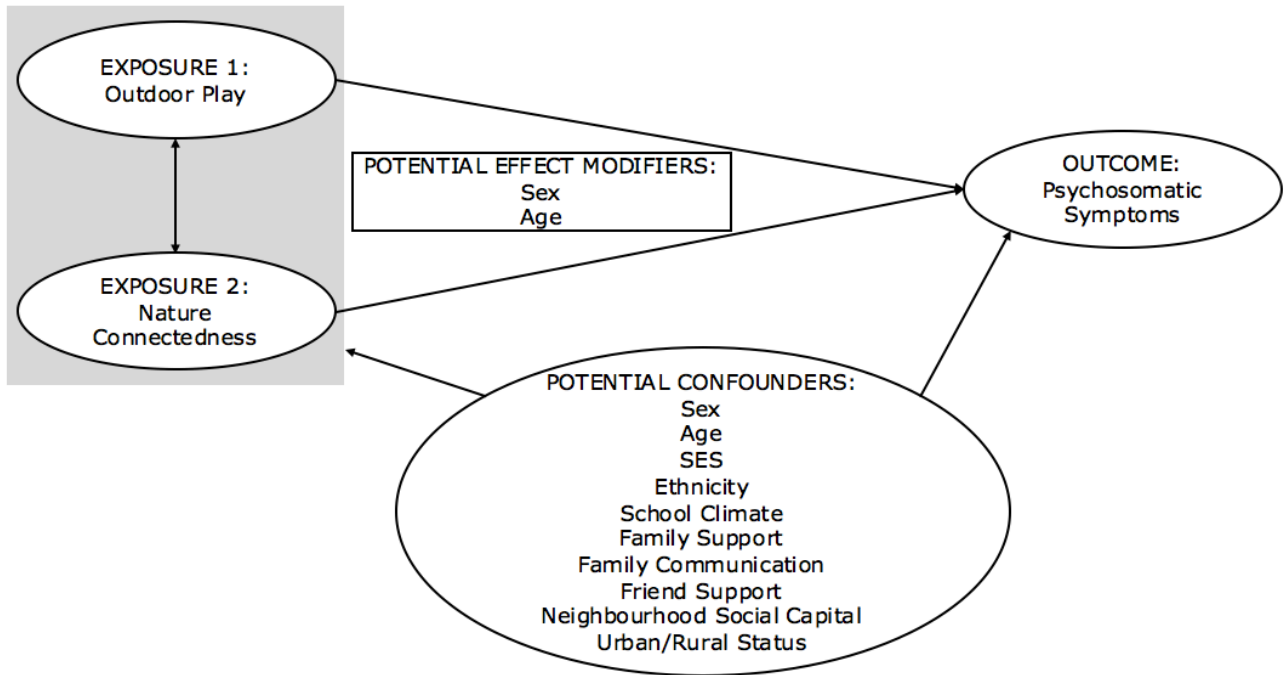 EXPOSURE 1:
Outdoor Play
POTENTIAL EFFECT MODIFIERS:
Sex
Age
OUTCOME:
Psychosomatic
Symptoms
EXPOSURE 2:
Nature
Connectedness
POTENTIAL CONFOUNDERS:
Sex
Age
SES
Ethnicity
School Climate
Family Support
Family Communication
Friend Support
Neighbourhood Social Capital
Urban/Rural Status